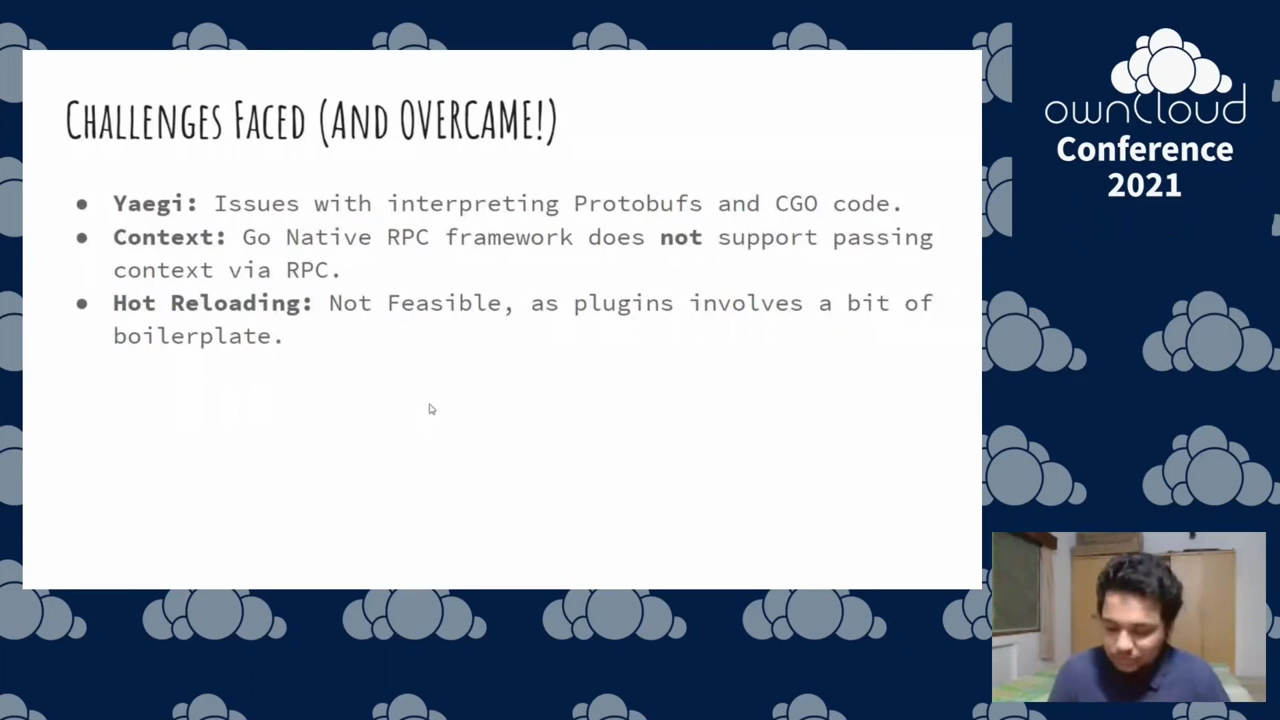 Challenges Faced (And OVERCAME!)
● Yaegi: Issues with interpreting Protobufs and CGO code.
● Context: Go Native RPC framework does not support passing
context via RPC.
● Hot Reloading: Not Feasible, as plugins involves a bit of
boilerplate.
ownCloud
Conference
2021